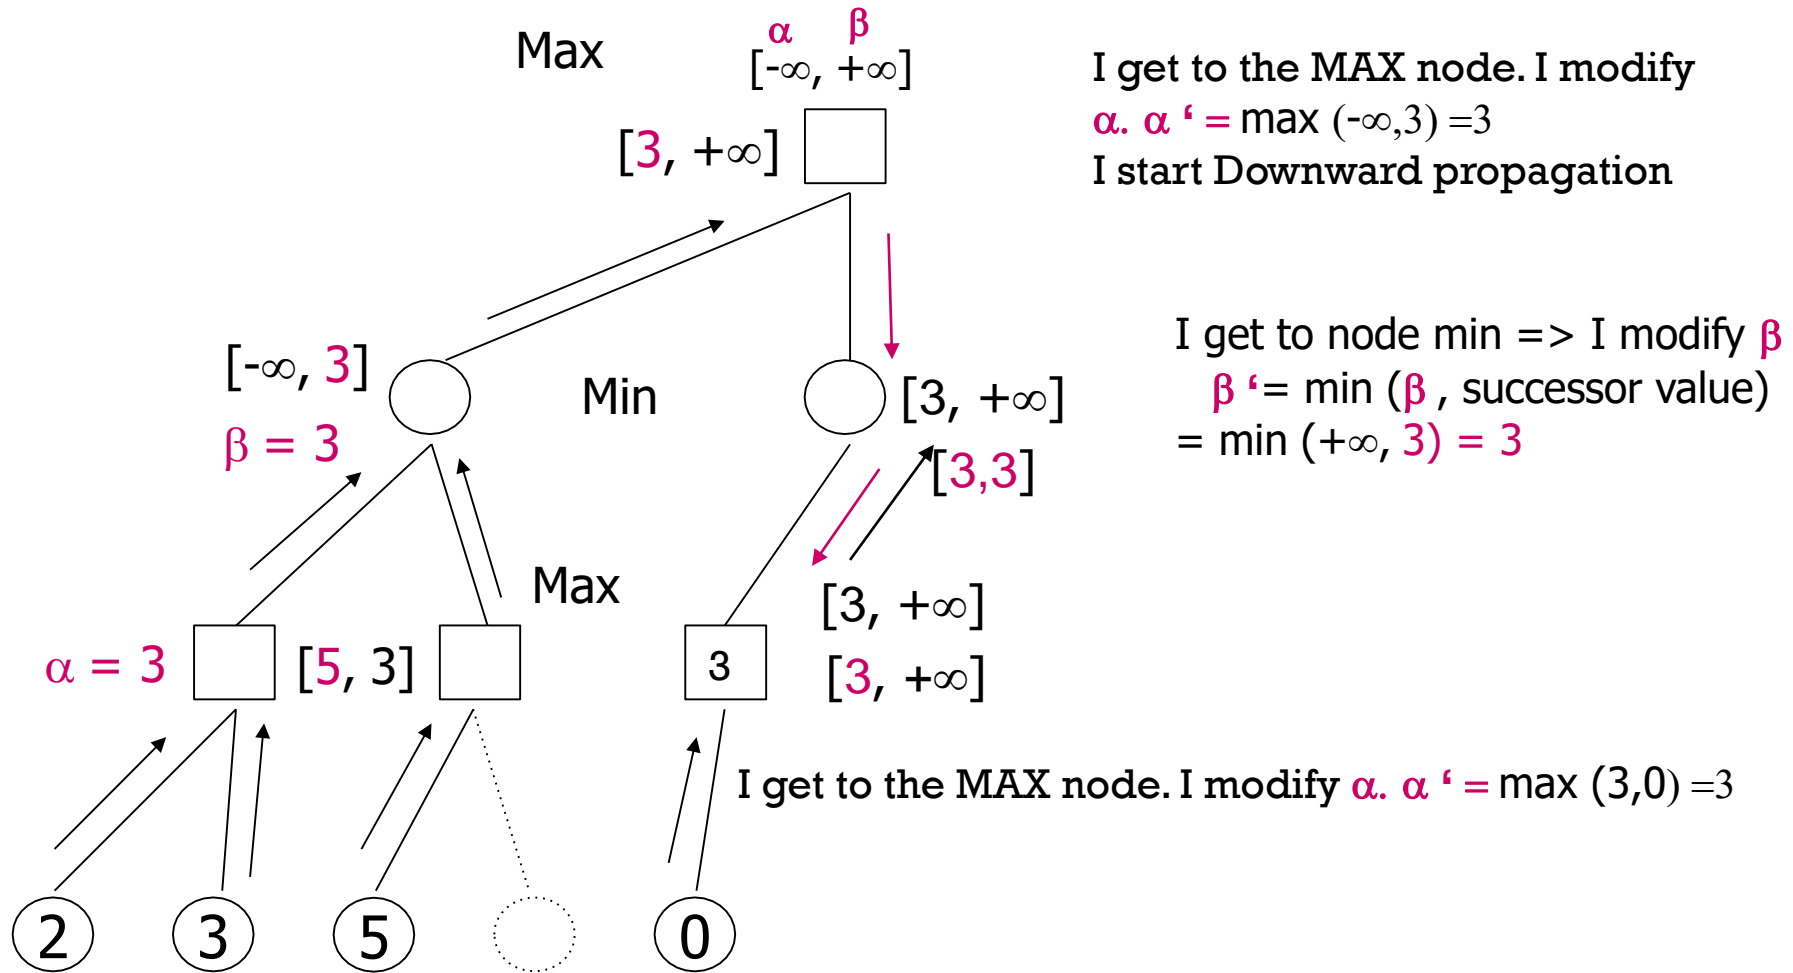 α β
Max
[-∞, +∞]
I get to the MAX node. I modify
α. α ‘ = max (-∞,3) =3
I start Downward propagation
[3, +∞]
I get to node min => I modify β
β ‘= min (β , successor value)
= min (+∞, 3) = 3
[-∞, 3]
β = 3
Min
[3, +∞]
[3,3]
Max
[3, +∞]
[3, +∞]
α = 3
[5, 3]
3
I get to the MAX node. I modify α. α ‘ = max (3,0) =3
2
3
5
0